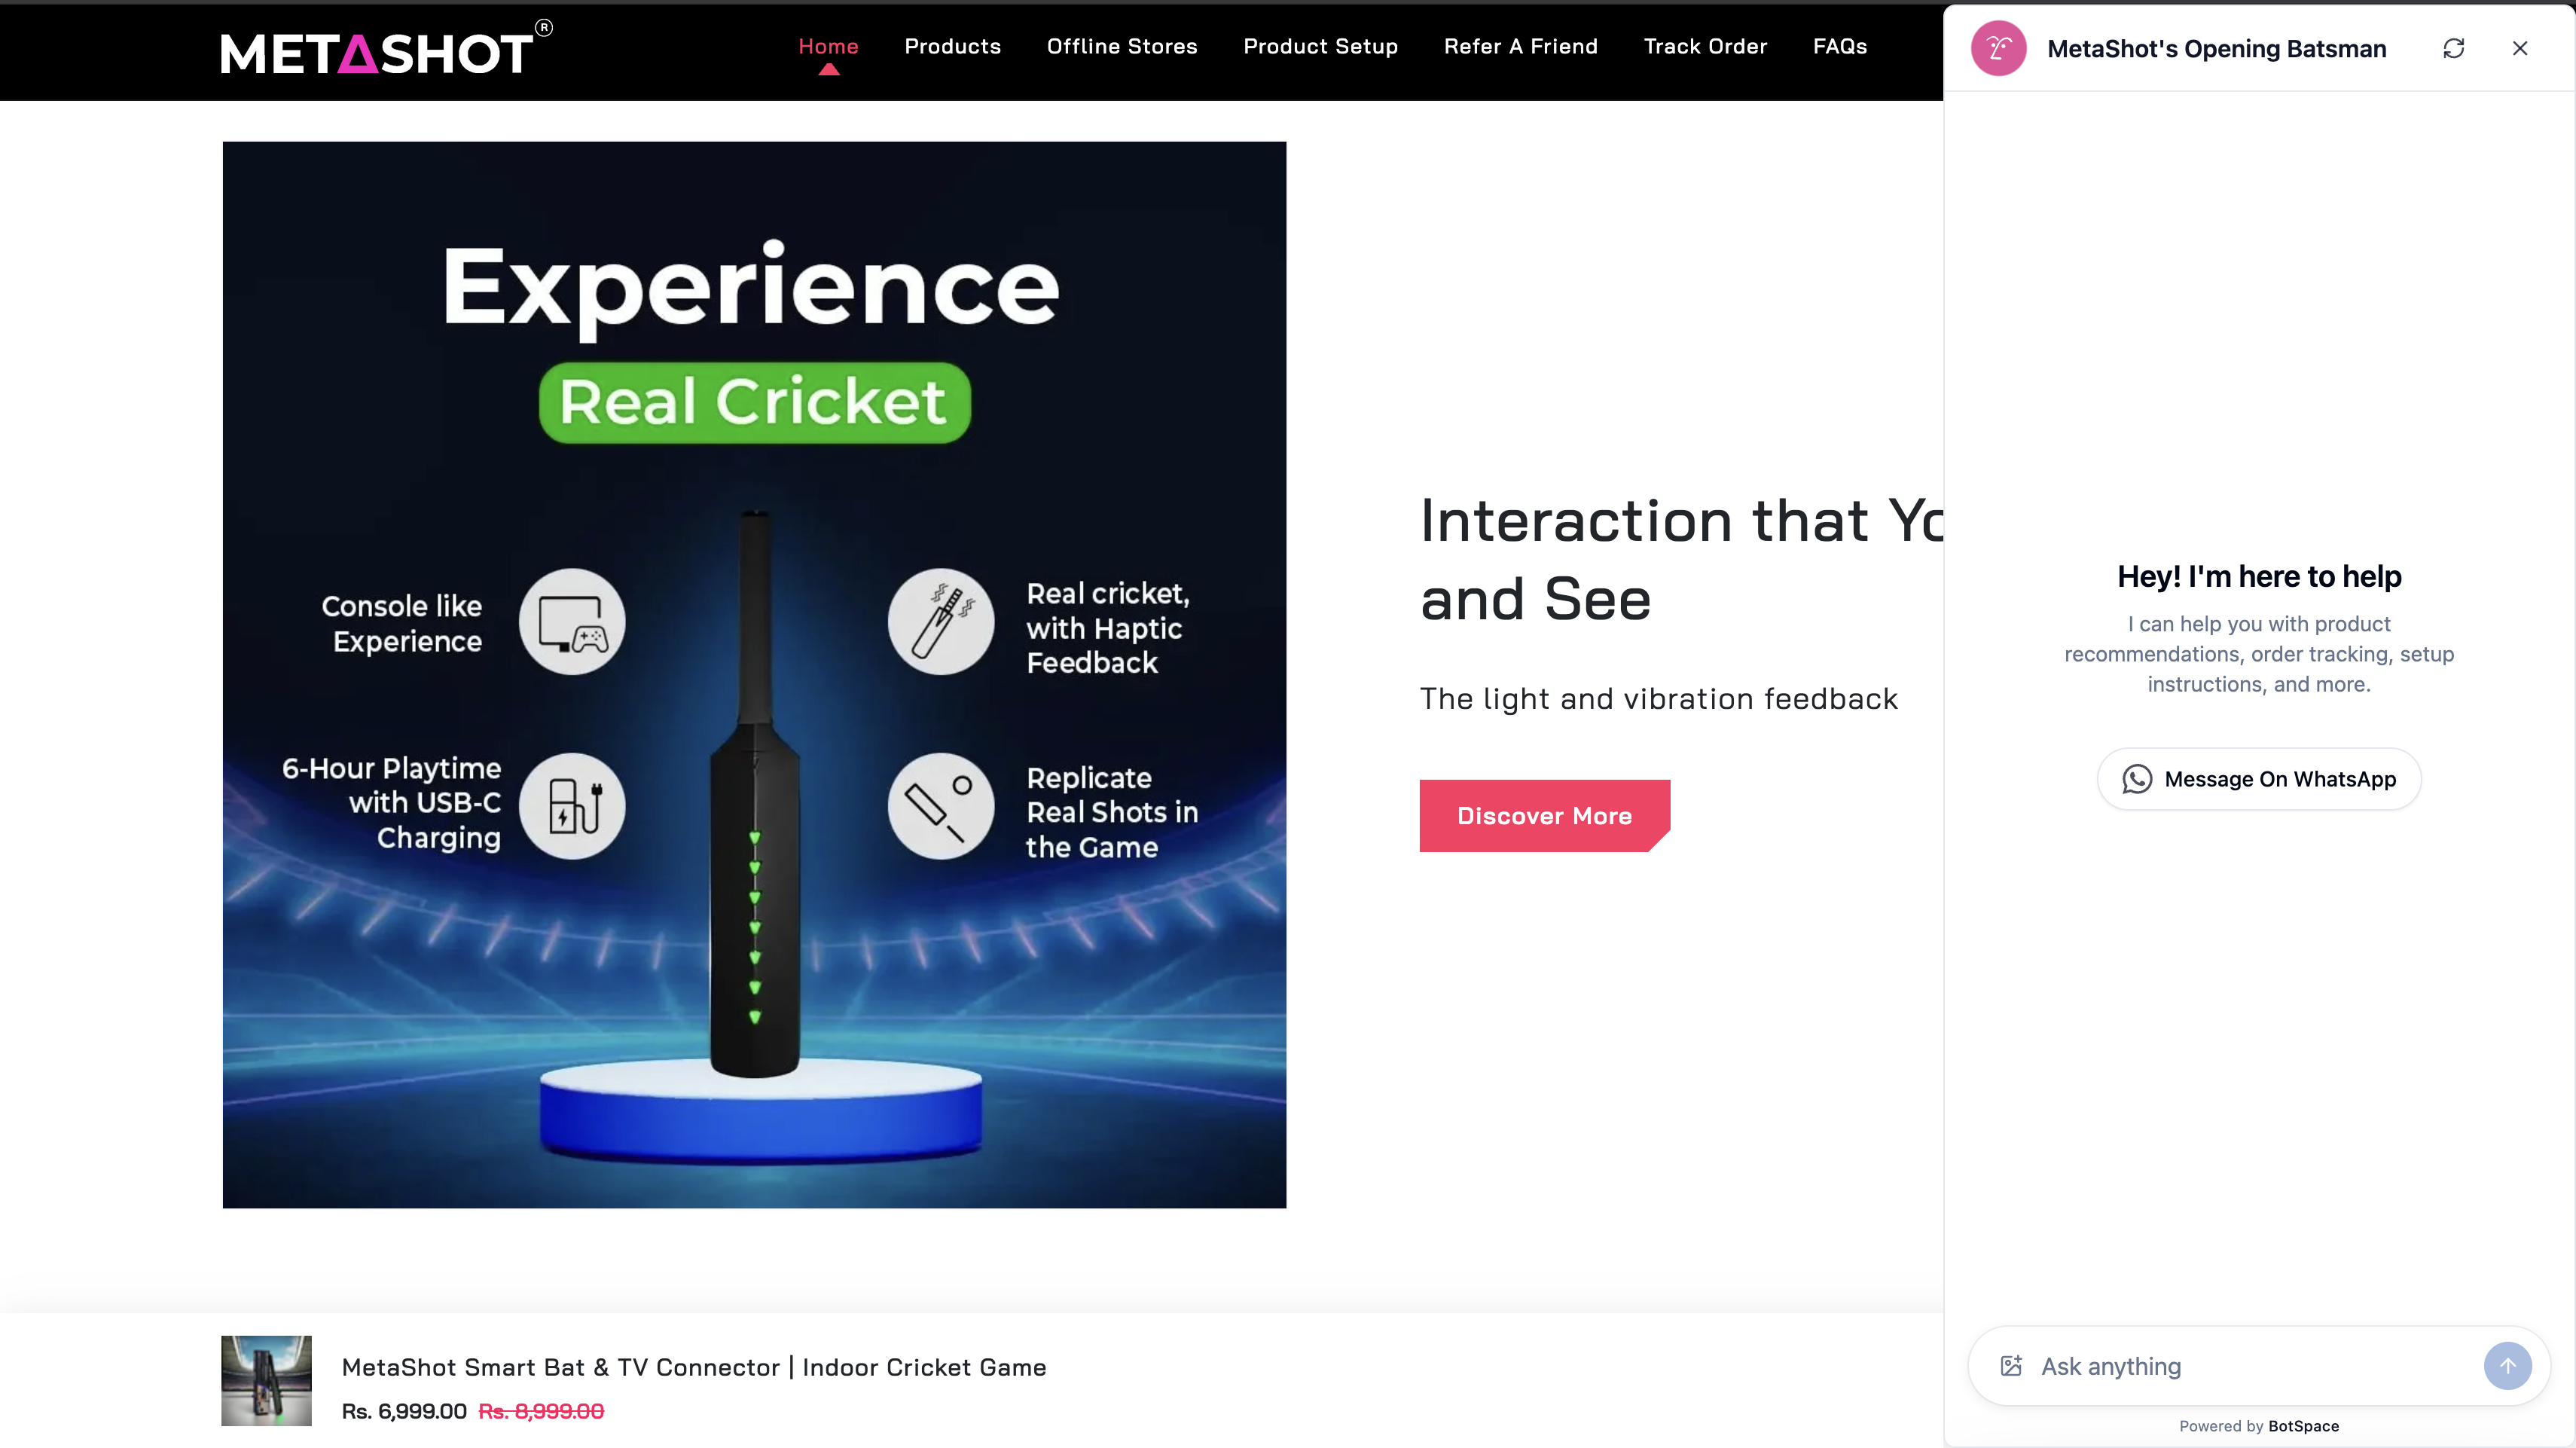 METASHOT®
Home Products Offline Stores Product Setup Refer A Friend Track Order FAQs
Experience
Real Cricket
Console like
Experience
Real cricket,
with Haptic
Feedback
6-Hour Playtime
with USB-C
Charging
Replicate
Real Shots in
the Game
Interaction that Yo
and See
The light and vibration feedback
Discover More
MetaShot Smart Bat & TV Connector | Indoor Cricket Game
Rs. 6,999.00 Rs. 8,999.00
MetaShot's Opening Batsman
Hey! I'm here to help
I can help you with product
recommendations, order tracking, setup
instructions, and more.
Message On WhatsApp
Ask anything
Powered by BotSpace